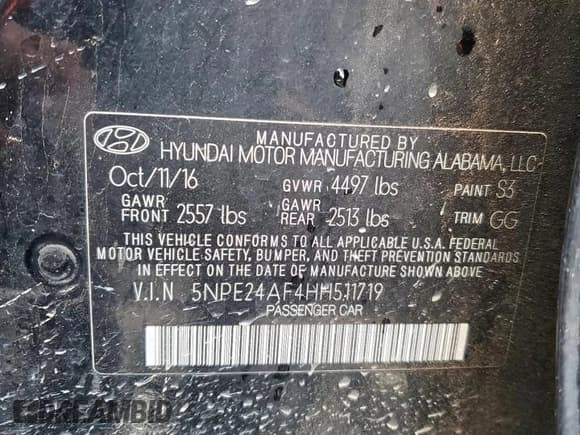 MANUFACTURED BY
HYUNDAI MOTOR MANUFACTURING ALABAMA, LLC
Oct/11/16 GVWR 4497 lbs PAINT S3
GAWR FRONT 2557 lbs GAWR REAR 2513 lbs TRIM GG
THIS VEHICLE CONFORMS TO ALL APPLICABLE U.S.A. FEDERAL
MOTOR VEHICLE SAFETY, BUMPER, AND THEFT PREVENTION STANDARDS
IN EFFECT ON THE DATE OF MANUFACTURE SHOWN ABOVE
V.I.N 5NPE24AF4HH511719
PASSENGER CAR
DREAMBID